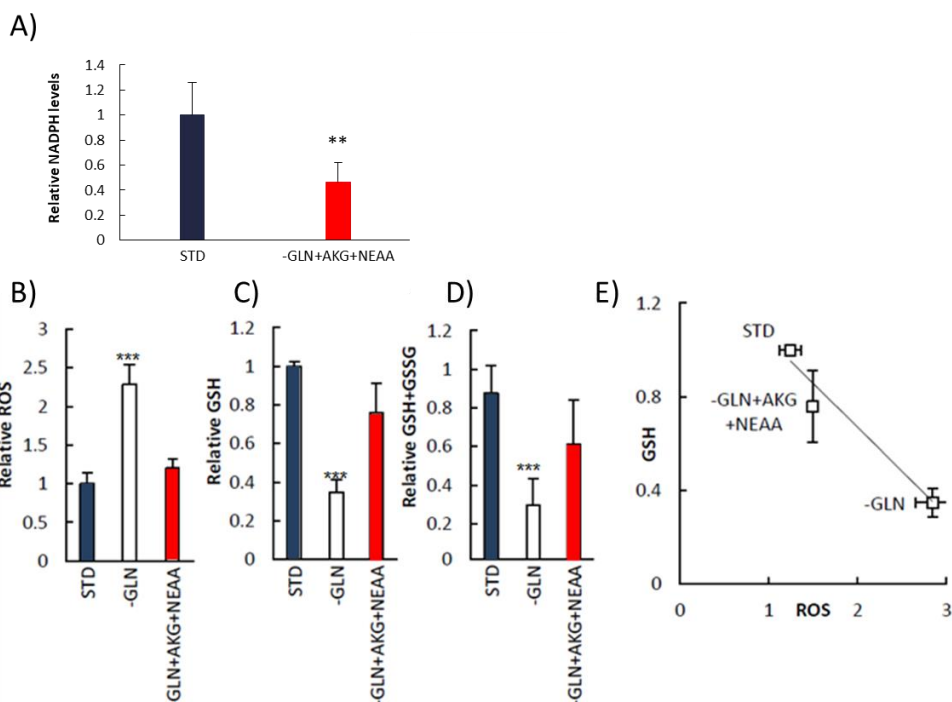 A)
Relative NADPH levels
1.4
1.2
1
0.8
0.6
0.4
0.2
0
**
STD
-GLN+AKG+NEAA
B)
Relative ROS
3
2.5
2
1.5
1
0.5
0
***
STD
-GLN
-GLN+AKG+NEAA
C)
Relative GSH
1.2
1
0.8
0.6
0.4
0.2
0
***
STD
-GLN
-GLN+AKG+NEAA
D)
Relative GSH+GSSG
1.2
1
0.8
0.6
0.4
0.2
0
***
STD
-GLN
-GLN+AKG+NEAA
E)
GSH
1.2
0.8
0.4
0
STD
-GLN+AKG
+NEAA
-GLN
0
1
ROS
2
3